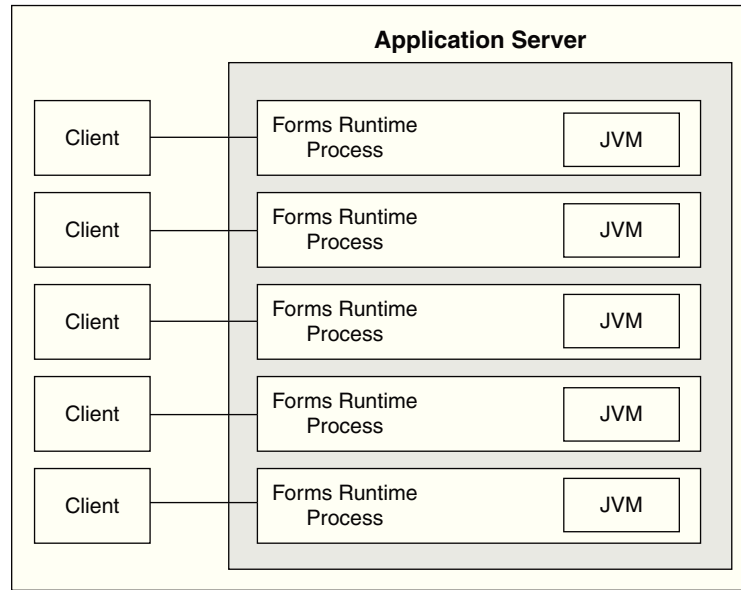 Application Server
Client
Forms Runtime
Process
JVM
Client
Forms Runtime
Process
JVM
Client
Forms Runtime
Process
JVM
Client
Forms Runtime
Process
JVM
Client
Forms Runtime
Process
JVM